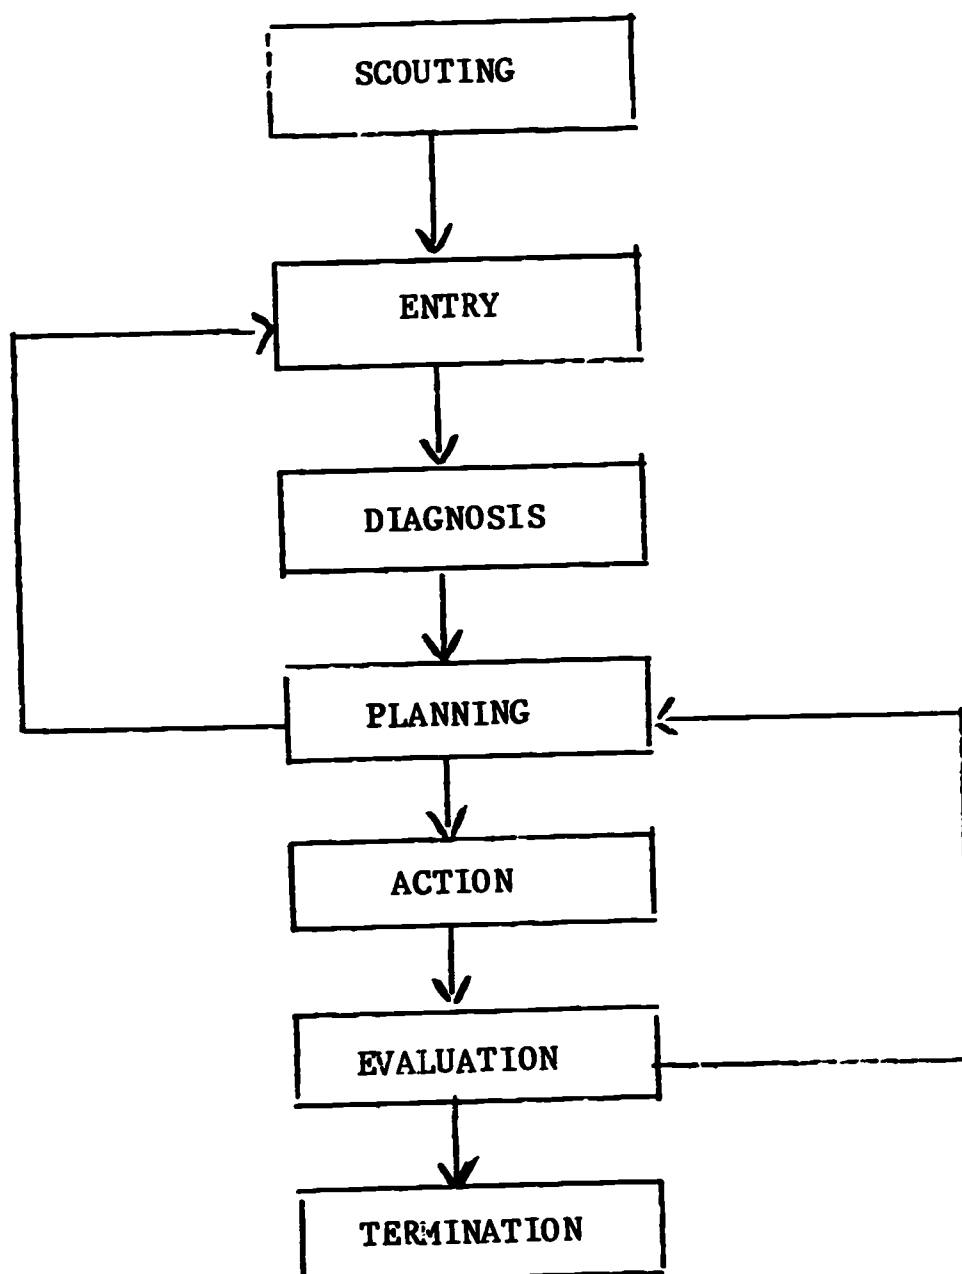 SCOUTING
ENTRY
DIAGNOSIS
PLANNING
ACTION
EVALUATION
TERMINATION